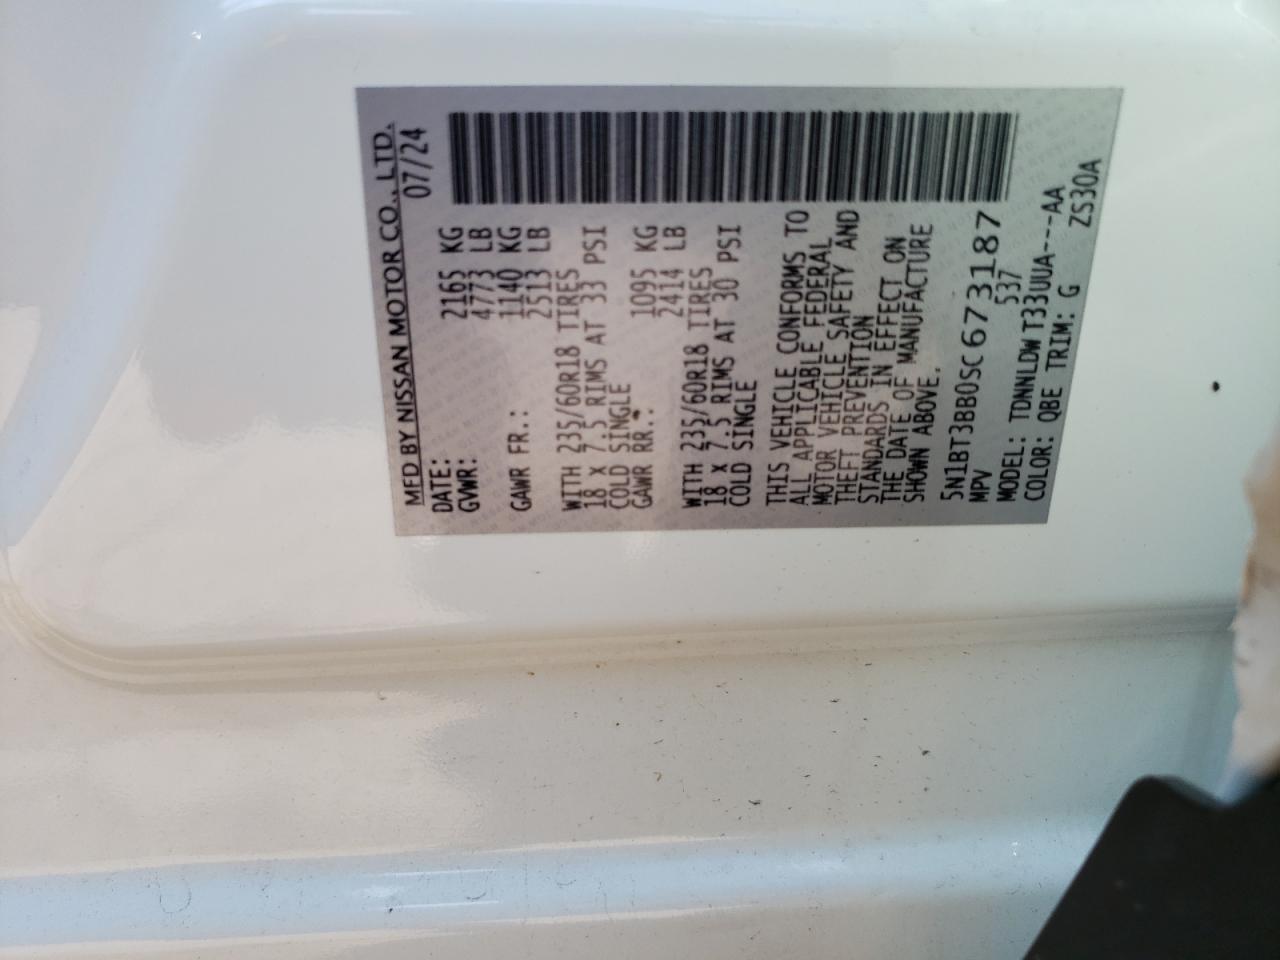 MFD BY NISSAN MOTOR CO., LTD.
DATE: 07/24
GVWR: 2165 KG
4773 LB
GAWR FR.: 1140 KG
2513 LB
WITH 235/60R18 TIRES
18 X 7.5 RIMS AT 33 PSI
COLD SINGLE
GAWR RR.: 1095 KG
2414 LB
WITH 235/60R18 TIRES
18 X 7.5 RIMS AT 30 PSI
COLD SINGLE
THIS VEHICLE CONFORMS TO
ALL APPLICABLE FEDERAL
MOTOR VEHICLE SAFETY AND
THEFT PREVENTION
STANDARDS IN EFFECT ON
THE DATE OF MANUFACTURE
SHOWN ABOVE.
5N1BT3BB0SC673187
MPV 537
MODEL: TDNNLDWT33UUA----AA
COLOR: QBE TRIM: G ZS30A